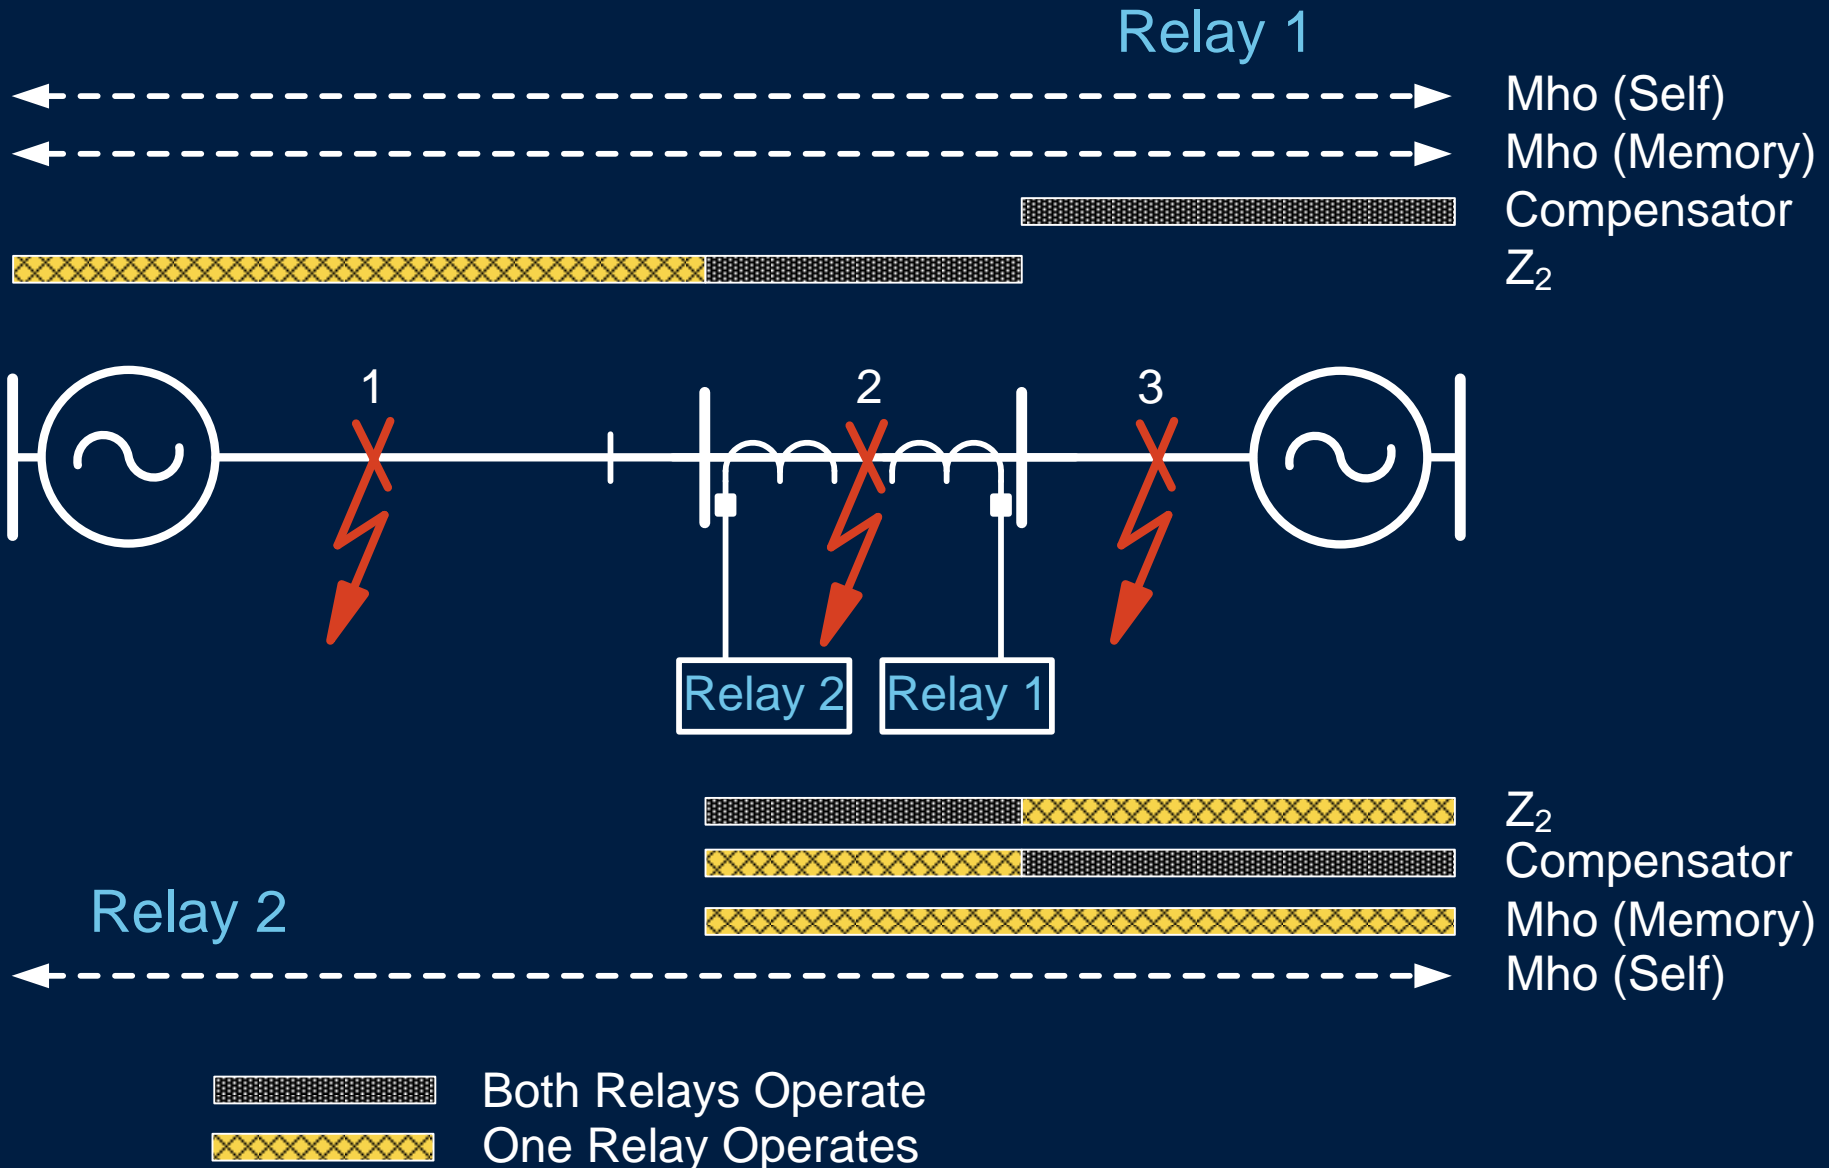 Relay 1
Mho (Self)
Mho (Memory)
Compensator
Z₂
1
2
3
Relay 2
Relay 1
Z₂
Compensator
Relay 2
Mho (Memory)
Mho (Self)
Both Relays Operate
One Relay Operates